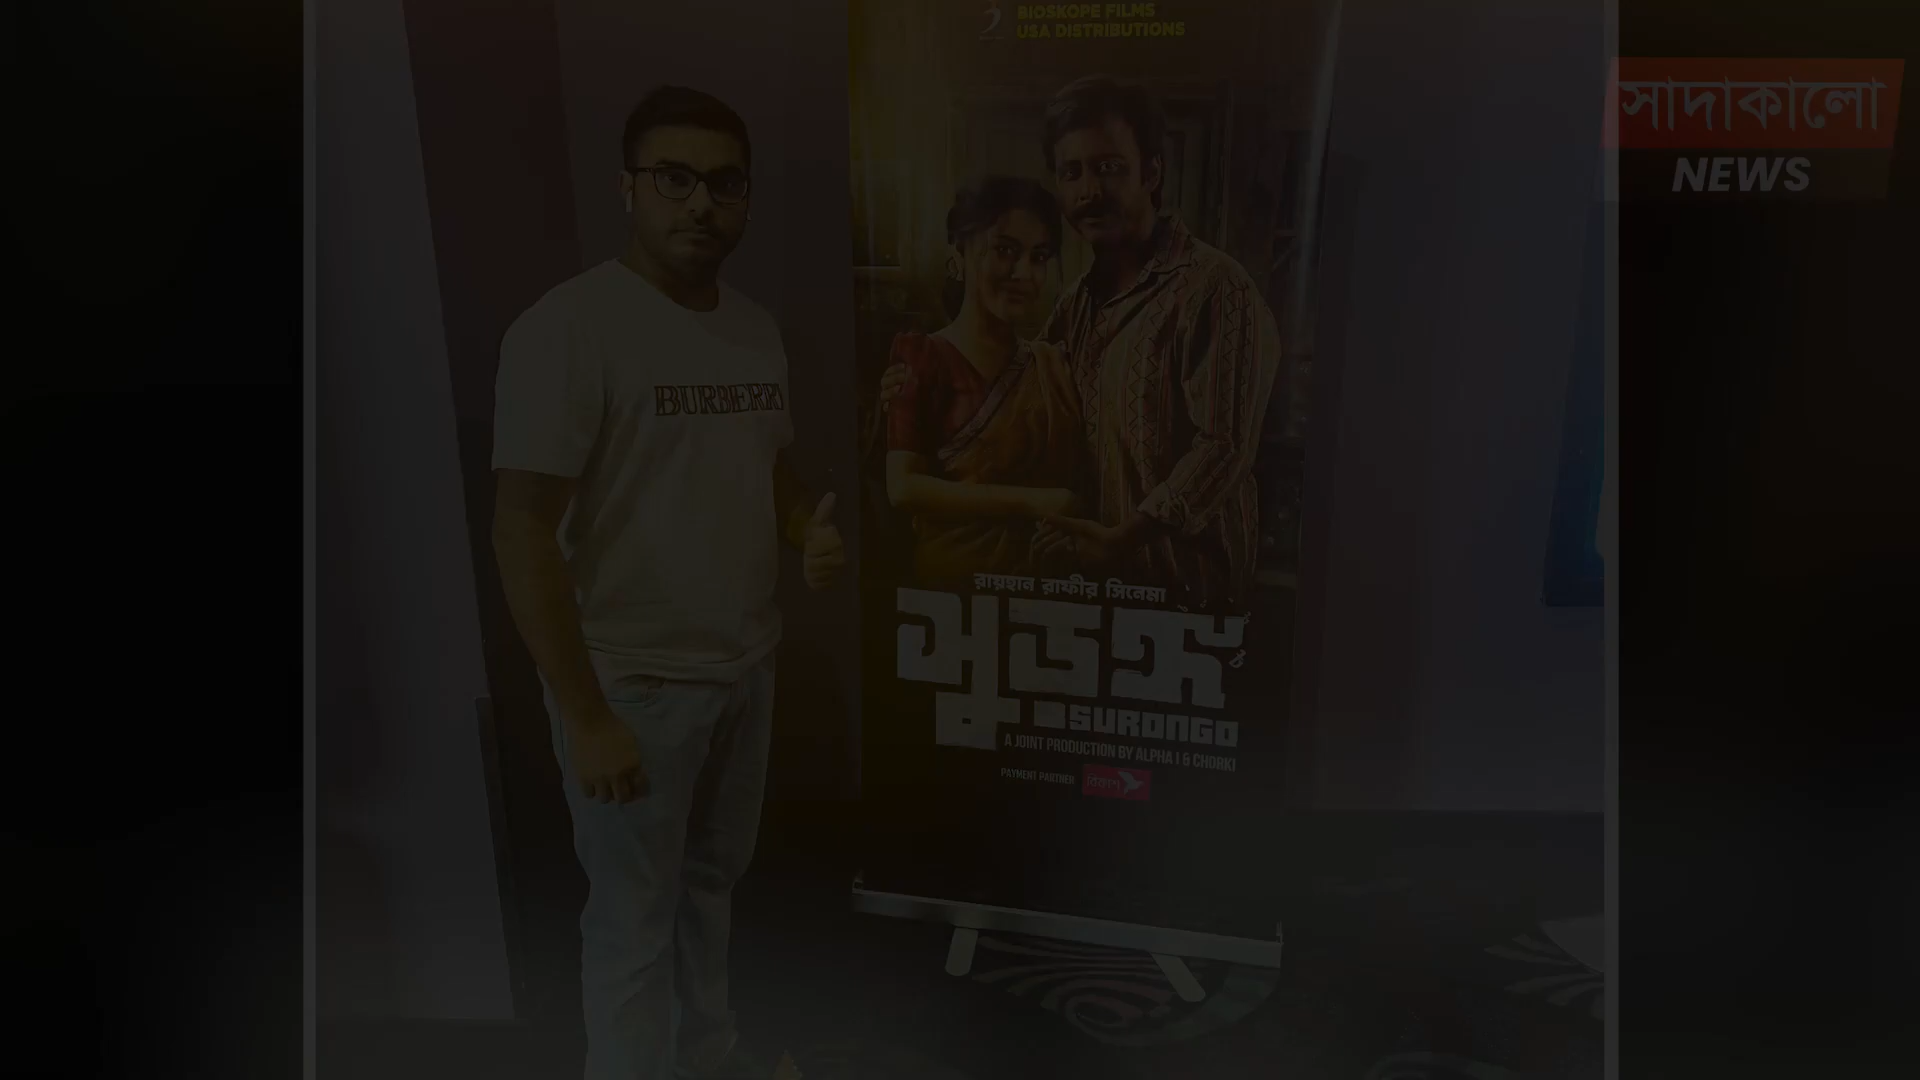 BIOSKOPE FILMS
USA DISTRIBUTIONS
সাদাকালো
NEWS
BURBERRY
রায়হান রাফীর সিনেমা
সুড়ঙ্গ
SURONGO
A JOINT PRODUCTION BY ALPHA I & CHORKI
PAYMENT PARTNER বিকাশ